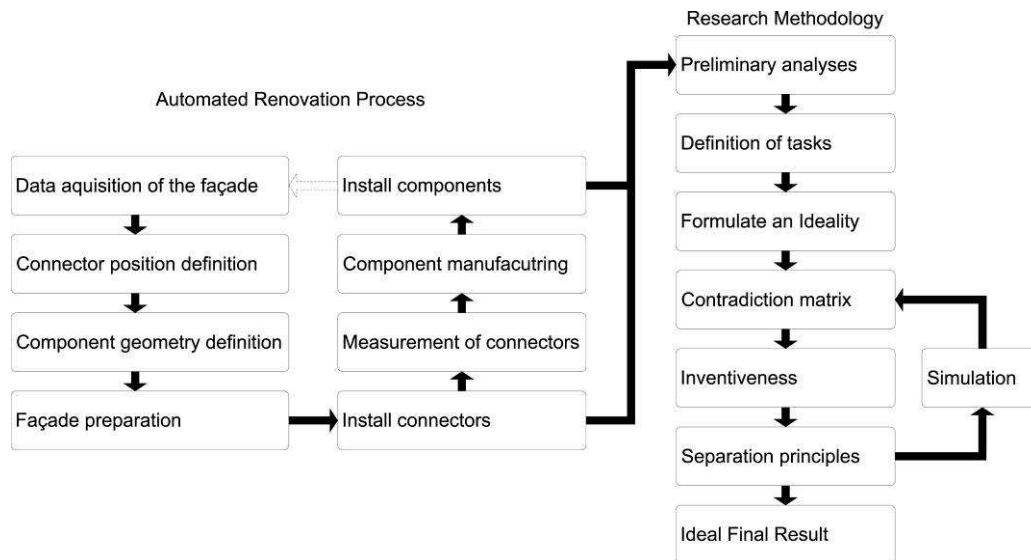 Research Methodology
Automated Renovation Process
Data aquisition of the façade
Connector position definition
Component geometry definition
Façade preparation
Install components
Component manufacutring
Measurement of connectors
Install connectors
Preliminary analyses
Definition of tasks
Formulate an Ideality
Contradiction matrix
Inventiveness
Separation principles
Ideal Final Result
Simulation